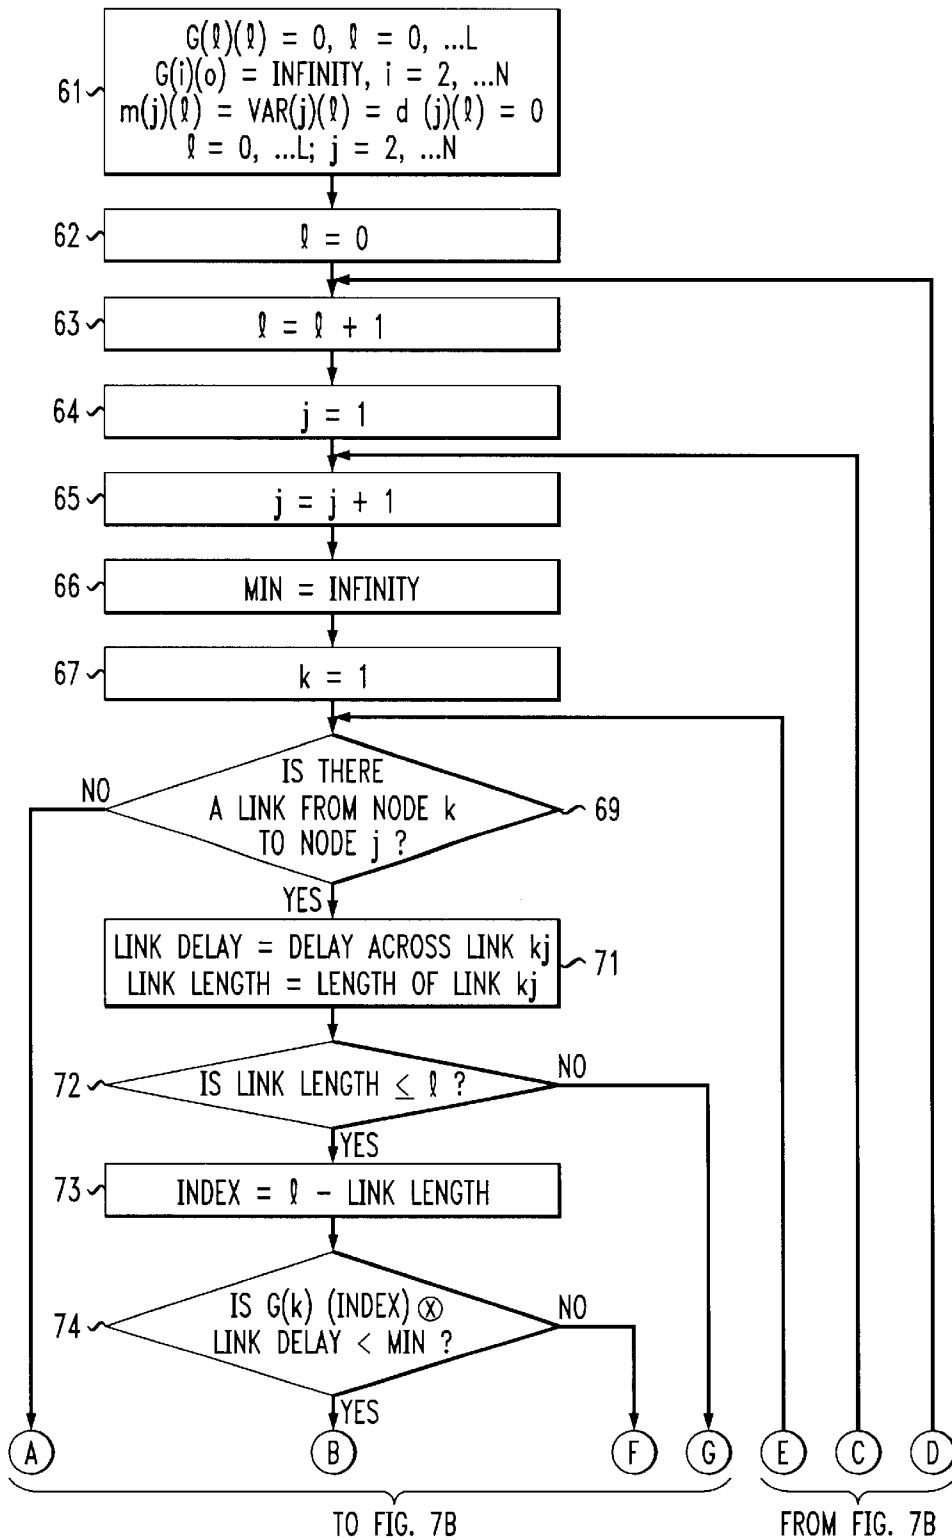 G(ℓ)(ℓ) = 0, ℓ = 0, ...L
G(i)(o) = INFINITY, i = 2, ...N
61
m(j)(ℓ) = VAR(j)(ℓ) = d (j)(ℓ) = 0
ℓ = 0, ...L; j = 2, ...N
62
ℓ = 0
63
ℓ = ℓ + 1
64
j = 1
65
j = j + 1
66
MIN = INFINITY
67
k = 1
IS THERE
NO
A LINK FROM NODE k
69
TO NODE j ?
YES
LINK DELAY = DELAY ACROSS LINK kj
71
LINK LENGTH = LENGTH OF LINK kj
NO
72
IS LINK LENGTH ≤ ℓ ?
YES
73
INDEX = ℓ - LINK LENGTH
IS G(k) (INDEX) ⊗
NO
74
LINK DELAY < MIN ?
YES
A
B
F
G
E
C
D
TO FIG. 7B
FROM FIG. 7B